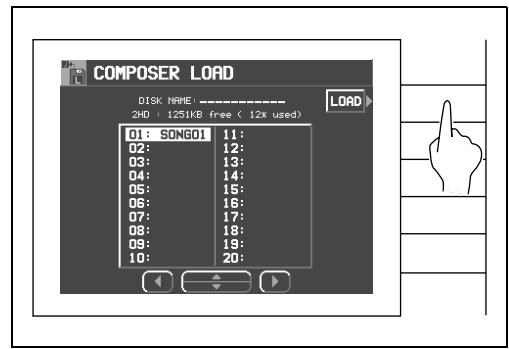 COMPOSER LOAD
DISK NAME:___________
2HD : 1251KB free ( 12% used)
LOAD
01: SONG01 11:
02: 12:
03: 13:
04: 14:
05: 15:
06: 16:
07: 17:
08: 18:
09: 19:
10: 20: